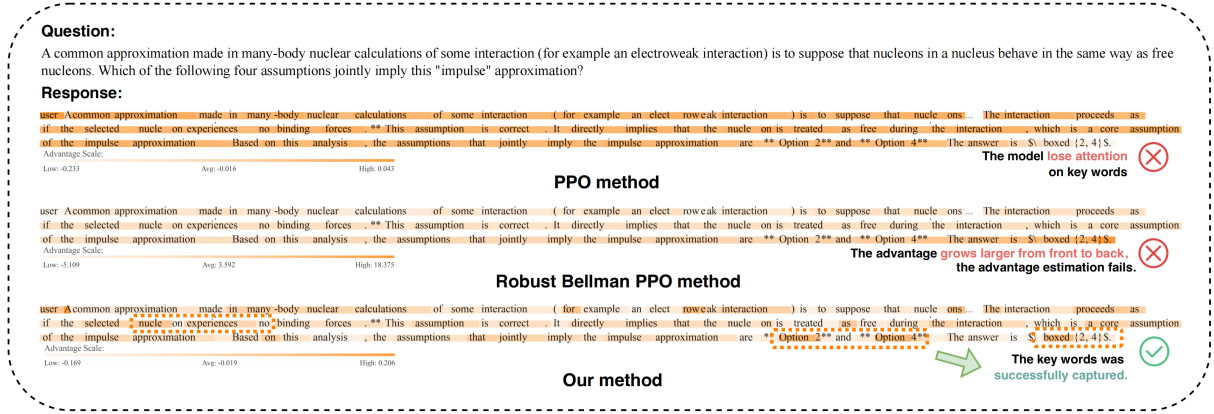 Question:
A common approximation made in many-body nuclear calculations of some interaction (for example an electroweak interaction) is to suppose that nucleons in a nucleus behave in the same way as free
nucleons. Which of the following four assumptions jointly imply this "impulse" approximation?
Response:
user A common approximation made in many -body nuclear calculations of some interaction ( for example an elect row eak interaction ) is to suppose that nucle ons ... The interaction proceeds as
if the selected nucle on experiences no binding forces . ** This assumption is correct . It directly implies that the nucle on is treated as free during the interaction , which is a core assumption
of the impulse approximation Based on this analysis , the assumptions that jointly imply the impulse approximation are ** Option 2** and ** Option 4** The answer is $\ boxed {2, 4}$.
Advantage Scale:
Low: -0.233 Avg: -0.016 High: 0.043
The model lose attention
on key words
PPO method
user A common approximation made in many -body nuclear calculations of some interaction ( for example an elect row eak interaction ) is to suppose that nucle ons ... The interaction proceeds as
if the selected nucle on experiences no binding forces . ** This assumption is correct . It directly implies that the nucle on is treated as free during the interaction , which is a core assumption
of the impulse approximation Based on this analysis , the assumptions that jointly imply the impulse approximation are ** Option 2** and ** Option 4** The answer is $\ boxed {2, 4}$.
Advantage Scale:
Low: -5.109 Avg: 3.592 High: 18.375
The advantage grows larger from front to back,
the advantage estimation fails.
Robust Bellman PPO method
user A common approximation made in many -body nuclear calculations of some interaction ( for example an elect row eak interaction ) is to suppose that nucle ons ... The interaction proceeds as
if the selected nucle on experiences no binding forces . ** This assumption is correct . It directly implies that the nucle on is treated as free during the interaction , which is a core assumption
of the impulse approximation Based on this analysis , the assumptions that jointly imply the impulse approximation are ** Option 2** and ** Option 4** The answer is $\ boxed {2, 4}$.
Advantage Scale:
Low: -0.169 Avg: -0.019 High: 0.206
The key words was
successfully captured.
Our method